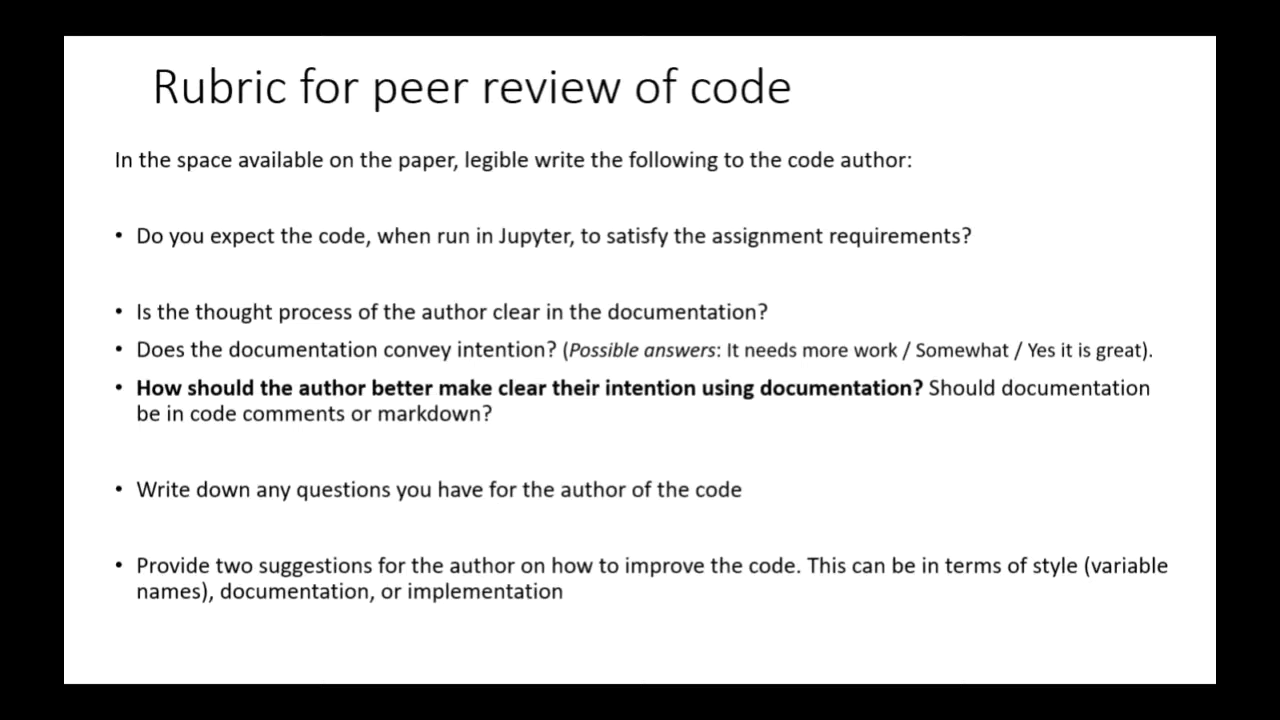 Rubric for peer review of code
In the space available on the paper, legible write the following to the code author:
• Do you expect the code, when run in Jupyter, to satisfy the assignment requirements?
• Is the thought process of the author clear in the documentation?
• Does the documentation convey intention? (Possible answers: It needs more work / Somewhat / Yes it is great).
• How should the author better make clear their intention using documentation? Should documentation
be in code comments or markdown?
• Write down any questions you have for the author of the code
• Provide two suggestions for the author on how to improve the code. This can be in terms of style (variable
names), documentation, or implementation